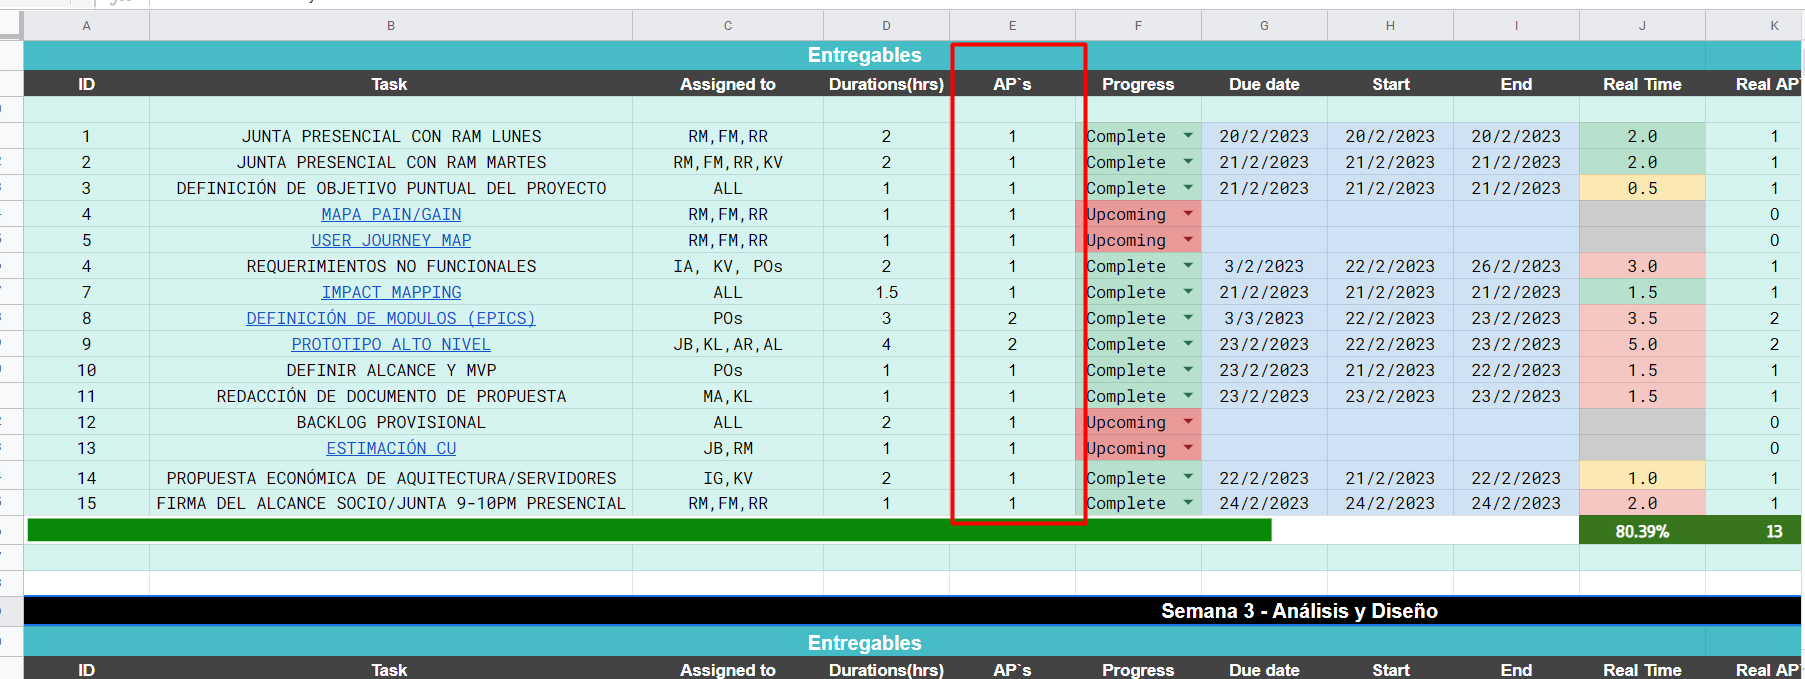 A B C D E F G H I J K
Entregables
ID Task Assigned to Durations(hrs) AP`s Progress Due date Start End Real Time Real AP`
1 JUNTA PRESENCIAL CON RAM LUNES RM,FM,RR 2 1 Complete 20/2/2023 20/2/2023 20/2/2023 2.0 1
2 JUNTA PRESENCIAL CON RAM MARTES RM,FM,RR,KV 2 1 Complete 21/2/2023 21/2/2023 21/2/2023 2.0 1
3 DEFINICIÓN DE OBJETIVO PUNTUAL DEL PROYECTO ALL 1 1 Complete 21/2/2023 21/2/2023 21/2/2023 0.5 1
4 MAPA PAIN/GAIN RM,FM,RR 1 1 Upcoming 0
5 USER JOURNEY MAP RM,FM,RR 1 1 Upcoming 0
4 REQUERIMIENTOS NO FUNCIONALES IA, KV, POs 2 1 Complete 3/2/2023 22/2/2023 26/2/2023 3.0 1
7 IMPACT MAPPING ALL 1.5 1 Complete 21/2/2023 21/2/2023 21/2/2023 1.5 1
8 DEFINICIÓN DE MODULOS (EPICS) POs 3 2 Complete 3/3/2023 22/2/2023 23/2/2023 3.5 2
9 PROTOTIPO ALTO NIVEL JB,KL,AR,AL 4 2 Complete 23/2/2023 22/2/2023 23/2/2023 5.0 2
10 DEFINIR ALCANCE Y MVP POs 1 1 Complete 23/2/2023 21/2/2023 22/2/2023 1.5 1
11 REDACCIÓN DE DOCUMENTO DE PROPUESTA MA,KL 1 1 Complete 23/2/2023 23/2/2023 23/2/2023 1.5 1
12 BACKLOG PROVISIONAL ALL 2 1 Upcoming 0
13 ESTIMACIÓN CU JB,RM 1 1 Upcoming 0
14 PROPUESTA ECONÓMICA DE AQUITECTURA/SERVIDORES IG,KV 2 1 Complete 22/2/2023 21/2/2023 22/2/2023 1.0 1
15 FIRMA DEL ALCANCE SOCIO/JUNTA 9-10PM PRESENCIAL RM,FM,RR 1 1 Complete 24/2/2023 24/2/2023 24/2/2023 2.0 1
80.39% 13
Semana 3 - Análisis y Diseño
Entregables
ID Task Assigned to Durations(hrs) AP`s Progress Due date Start End Real Time Real AP`